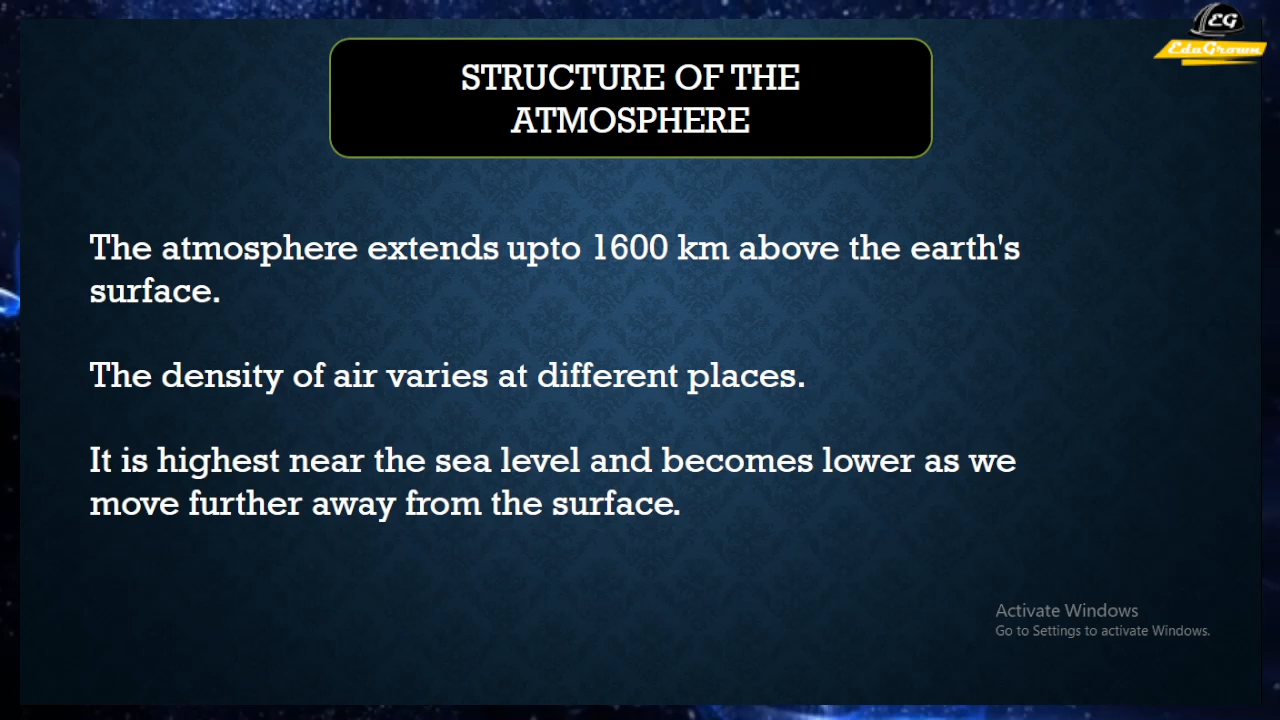 EG
EduGrown
STRUCTURE OF THE
ATMOSPHERE
The atmosphere extends upto 1600 km above the earth's
surface.
The density of air varies at different places.
It is highest near the sea level and becomes lower as we
move further away from the surface.
Activate Windows
Go to Settings to activate Windows.